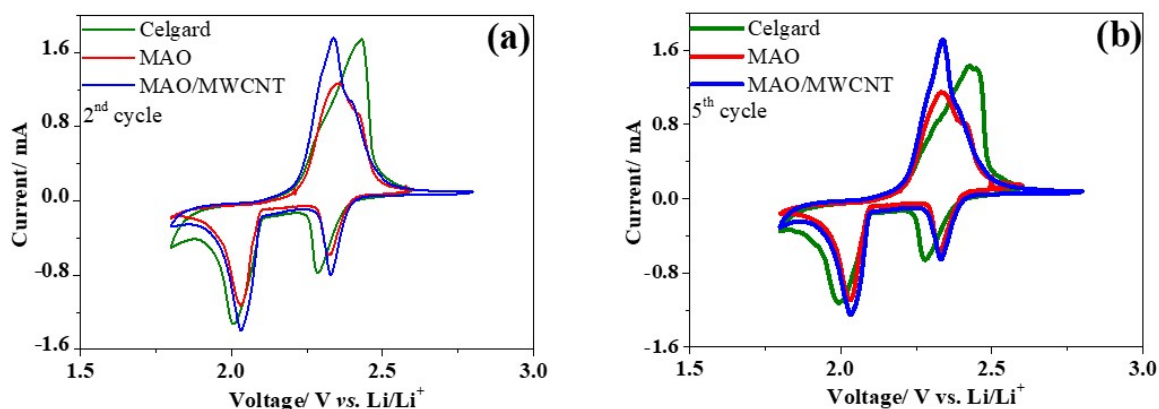 (a)
Celgard
MAO
MAO/MWCNT
2nd cycle
1.6
0.8
0.0
-0.8
-1.6
Current/ mA
1.5
2.0
2.5
3.0
Voltage/ V vs. Li/Li+
(b)
Celgard
MAO
MAO/MWCNT
5th cycle
1.6
0.8
0.0
-0.8
-1.6
Current/ mA
1.5
2.0
2.5
3.0
Voltage/ V vs. Li/Li+